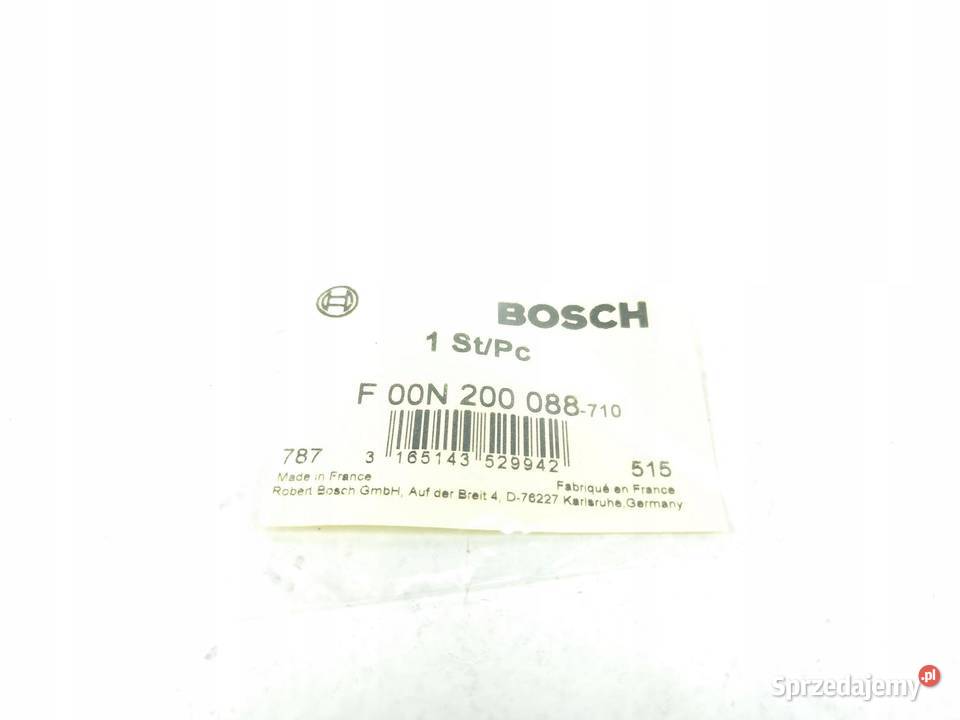 BOSCH
1 St/Pc
F 00N 200 088-710
787 3 165143 529942 515
Made in France Fabriqué en France
Robert Bosch GmbH, Auf der Breit 4, D-76227 Karlsruhe,Germany
Sprzedajemy.pl